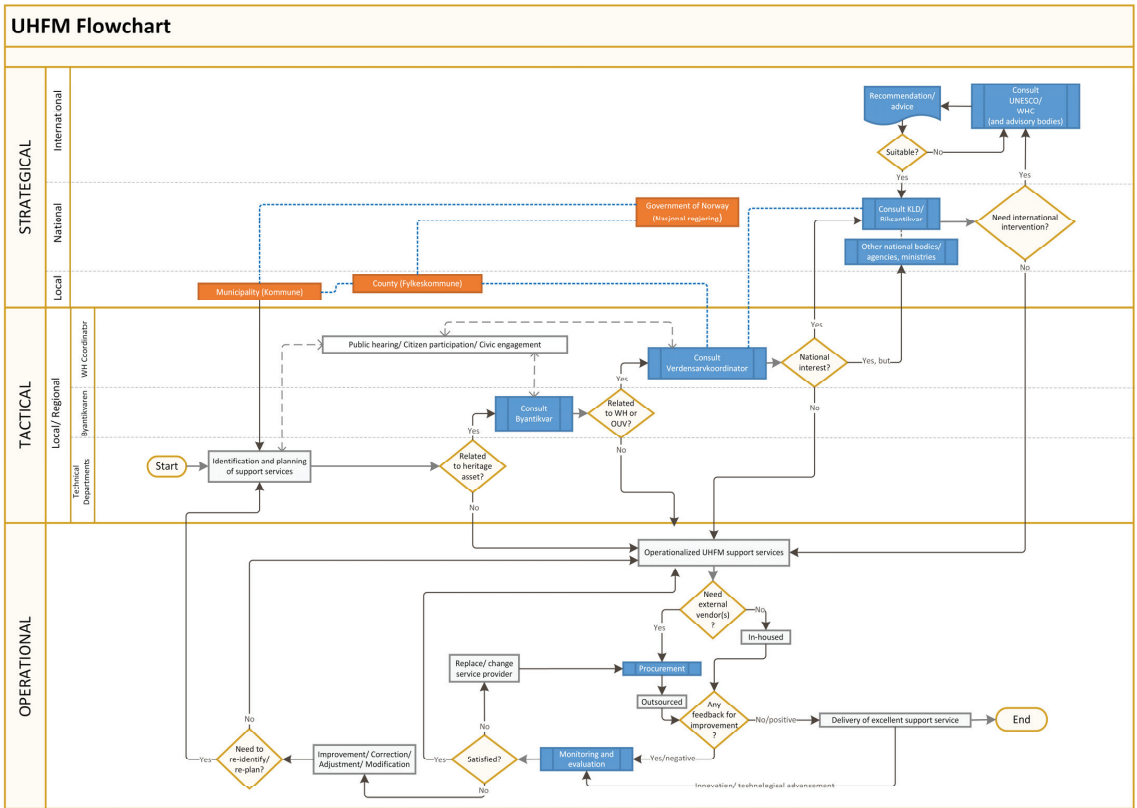 UHFM Flowchart
STRATEGICAL
International
National
Local
Recommendation/
advice
Consult
UNESCO/
WHC
(and advisory bodies)
Suitable?
No
Yes
Yes
Government of Norway
(Nasjonal regjering)
Consult KLD/
Riksantikvar
Need international
intervention?
Other national bodies/
agencies, ministries
No
County (Fylkeskommune)
Municipality (Kommune)
TACTICAL
Local/ Regional
WH Coordinator
Byantikvaren
Technical
Departments
Public hearing/ Citizen participation/ Civic engagement
Consult
Verdensarvkoordinator
Yes
National
interest?
Yes, but
Yes
No
Consult
Byantikvar
Related
to WH or
OUV?
No
Yes
Start
Identification and planning
of support services
Related
to heritage
asset?
No
OPERATIONAL
Operationalized UHFM support services
Need
external
vendor(s)
?
No
Yes
In-housed
Replace/ change
service provider
Procurement
Outsourced
Any
feedback for
improvement
?
No/positive
Delivery of excellent support service
End
No
No
Need to
re-identify/
re-plan?
Yes
Improvement/ Correction/
Adjustment/ Modification
Yes
Satisfied?
Monitoring and
evaluation
Yes/negative
No
Innovation/ technological advancement